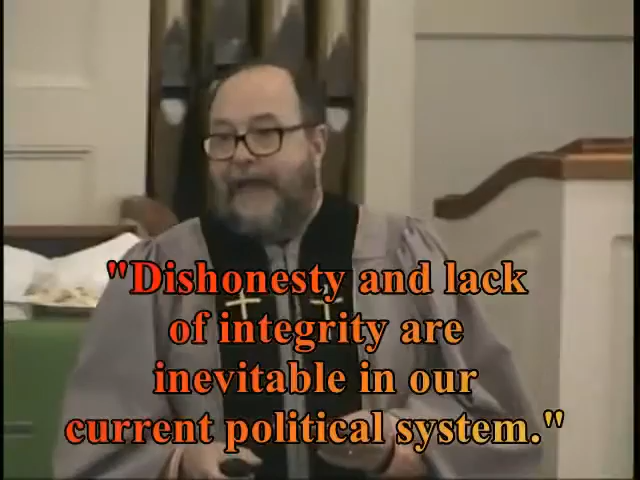 "Dishonesty and lack
of integrity are
inevitable in our
current political system."